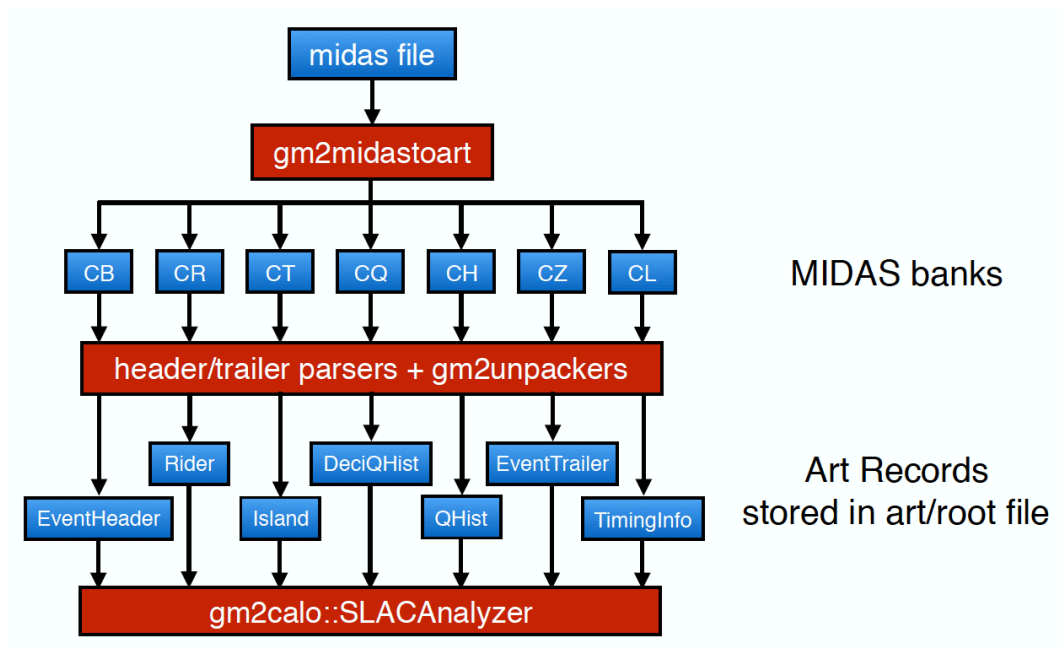 midas file
gm2midastoart
CB CR CT CQ CH CZ CL
MIDAS banks
header/trailer parsers + gm2unpackers
Rider DeciQHist EventTrailer
EventHeader Island QHist TimingInfo
Art Records
stored in art/root file
gm2calo::SLACAnalyzer